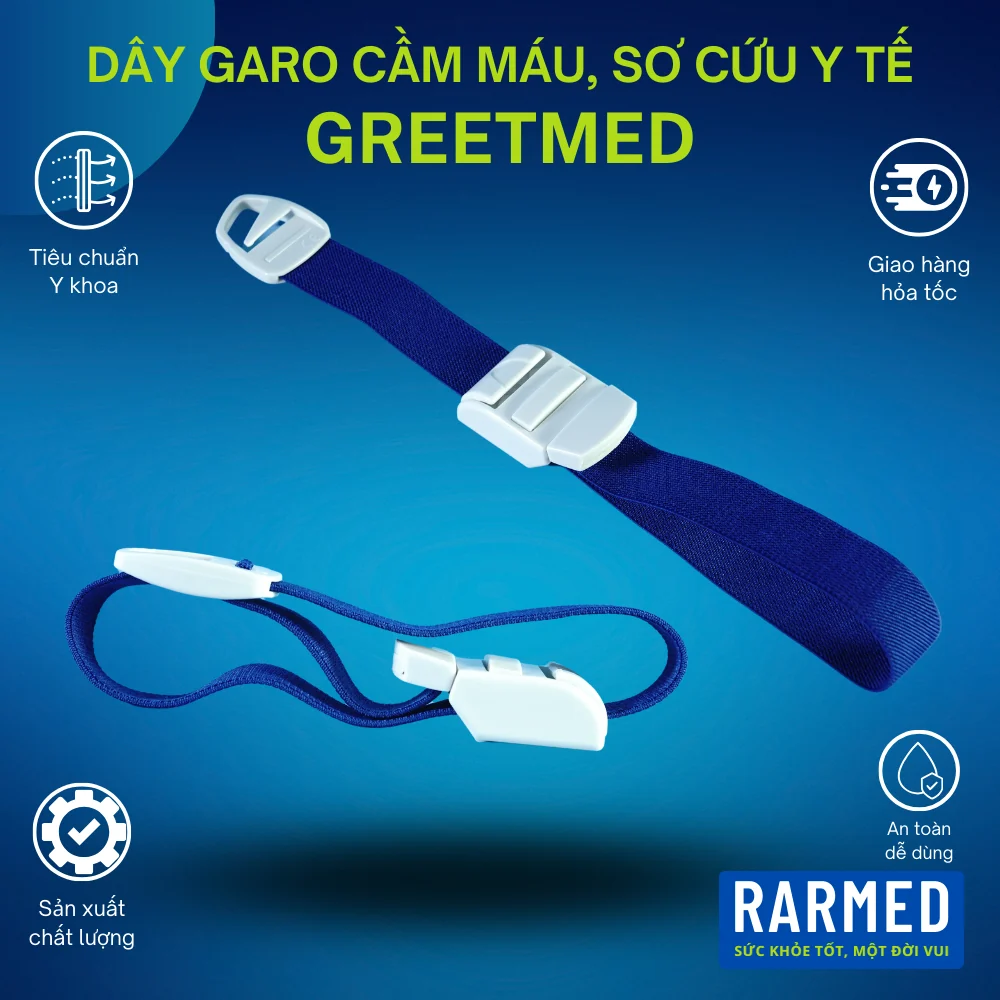 DÂY GARO CẦM MÁU, SƠ CỨU Y TẾ
GREETMED
Tiêu chuẩn
Y khoa
Giao hàng
hỏa tốc
Sản xuất
chất lượng
An toàn
dễ dùng
RARMED
SỨC KHỎE TỐT, MỘT ĐỜI VUI